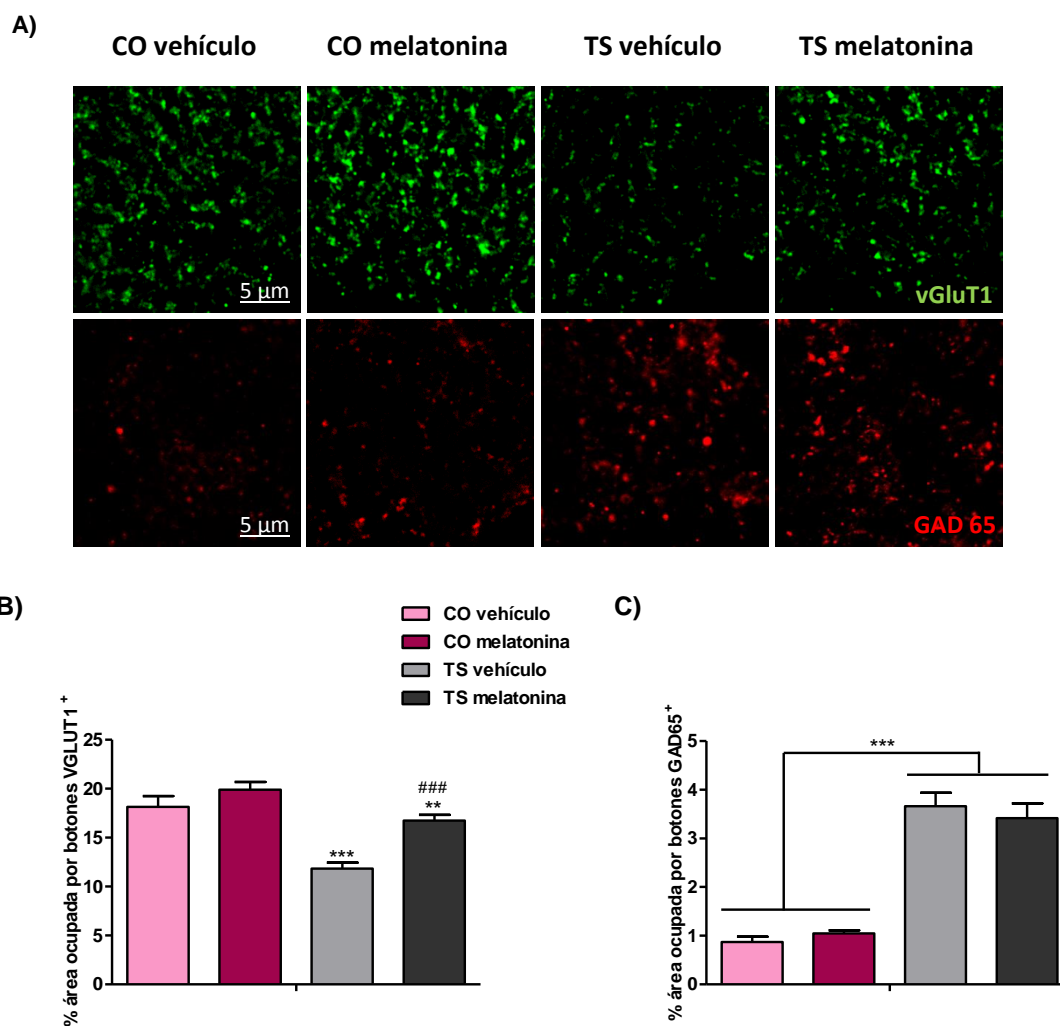 A)
CO vehículo
CO melatonina
TS vehículo
TS melatonina
5 µm
vGluT1
5 µm
GAD 65
B)
CO vehículo
CO melatonina
TS vehículo
TS melatonina
% área ocupada por botones VGLUT1 +
25
20
15
10
5
0
***
###
**
C)
% área ocupada por botones GAD65+
5
4
3
2
1
0
***